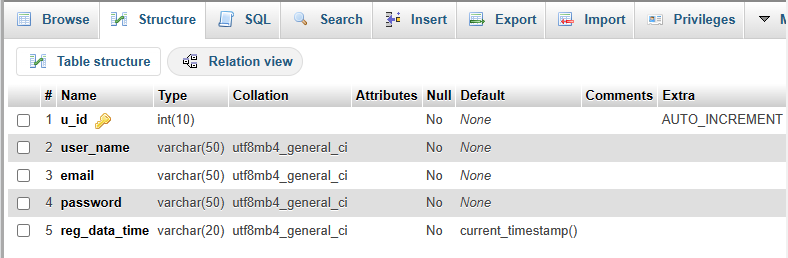 Browse Structure SQL Search Insert Export Import Privileges
Table structure Relation view
# Name Type Collation Attributes Null Default Comments Extra
1 u_id int(10) No None AUTO_INCREMENT
2 user_name varchar(50) utf8mb4_general_ci No None
3 email varchar(50) utf8mb4_general_ci No None
4 password varchar(50) utf8mb4_general_ci No None
5 reg_data_time varchar(20) utf8mb4_general_ci No current_timestamp()